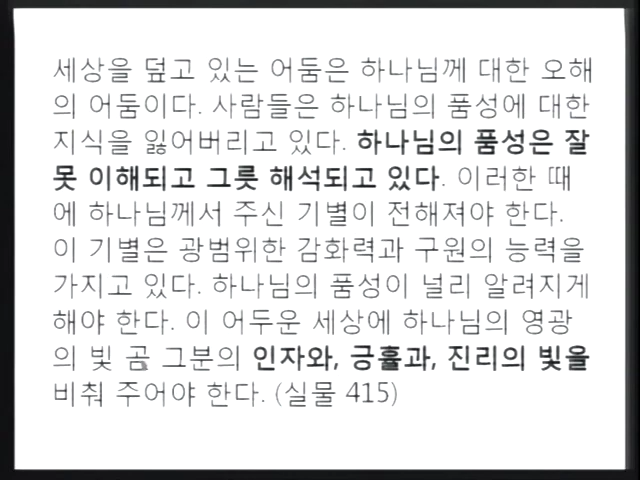 세상을 덮고 있는 어둠은 하나님께 대한 오해
의 어둠이다. 사람들은 하나님의 품성에 대한
지식을 잃어버리고 있다. 하나님의 품성은 잘
못 이해되고 그릇 해석되고 있다. 이러한 때
에 하나님께서 주신 기별이 전해져야 한다.
이 기별은 광범위한 감화력과 구원의 능력을
가지고 있다. 하나님의 품성이 널리 알려지게
해야 한다. 이 어두운 세상에 하나님의 영광
의 빛 곧 그분의 인자와, 긍휼과, 진리의 빛을
비춰 주어야 한다. (실물 415)